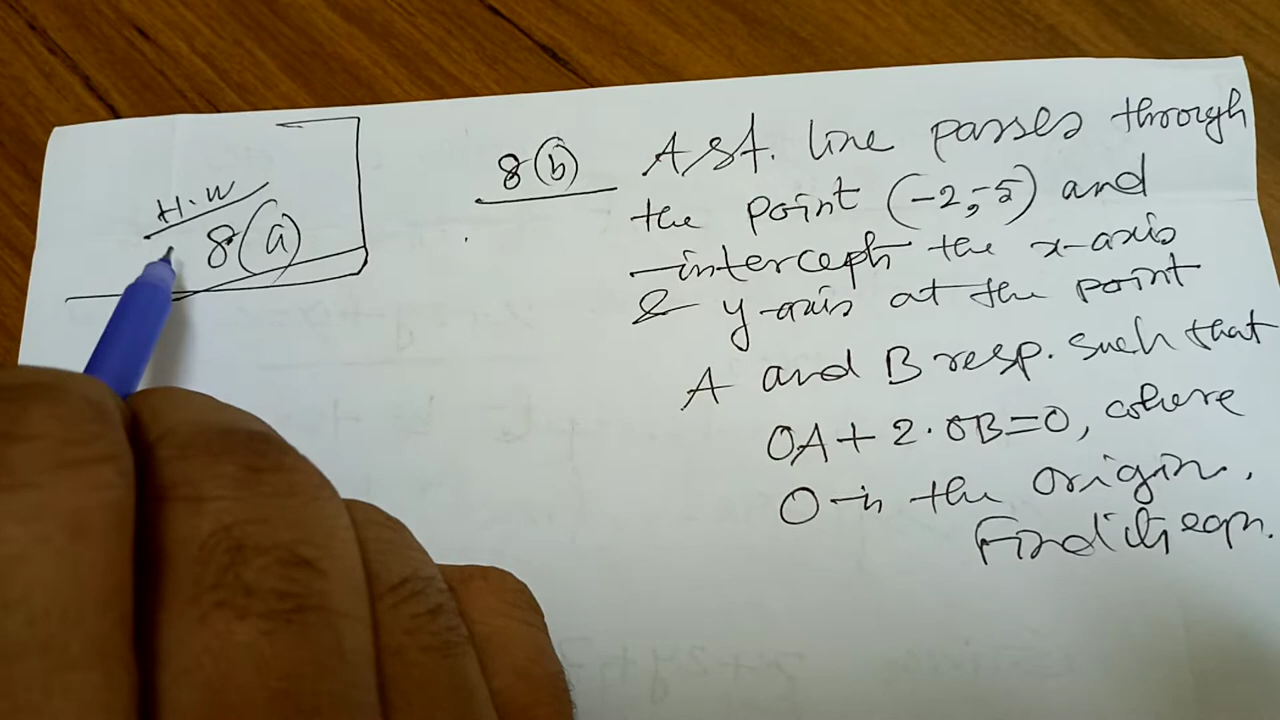 H.W
8(a)
8(b) A st. line passes through
the point (-2,-5) and
intercepts the x-axis
& y-axis at the point
A and B resp. such that
OA + 2·OB=0, where
O is the origin.
Find its eqn.